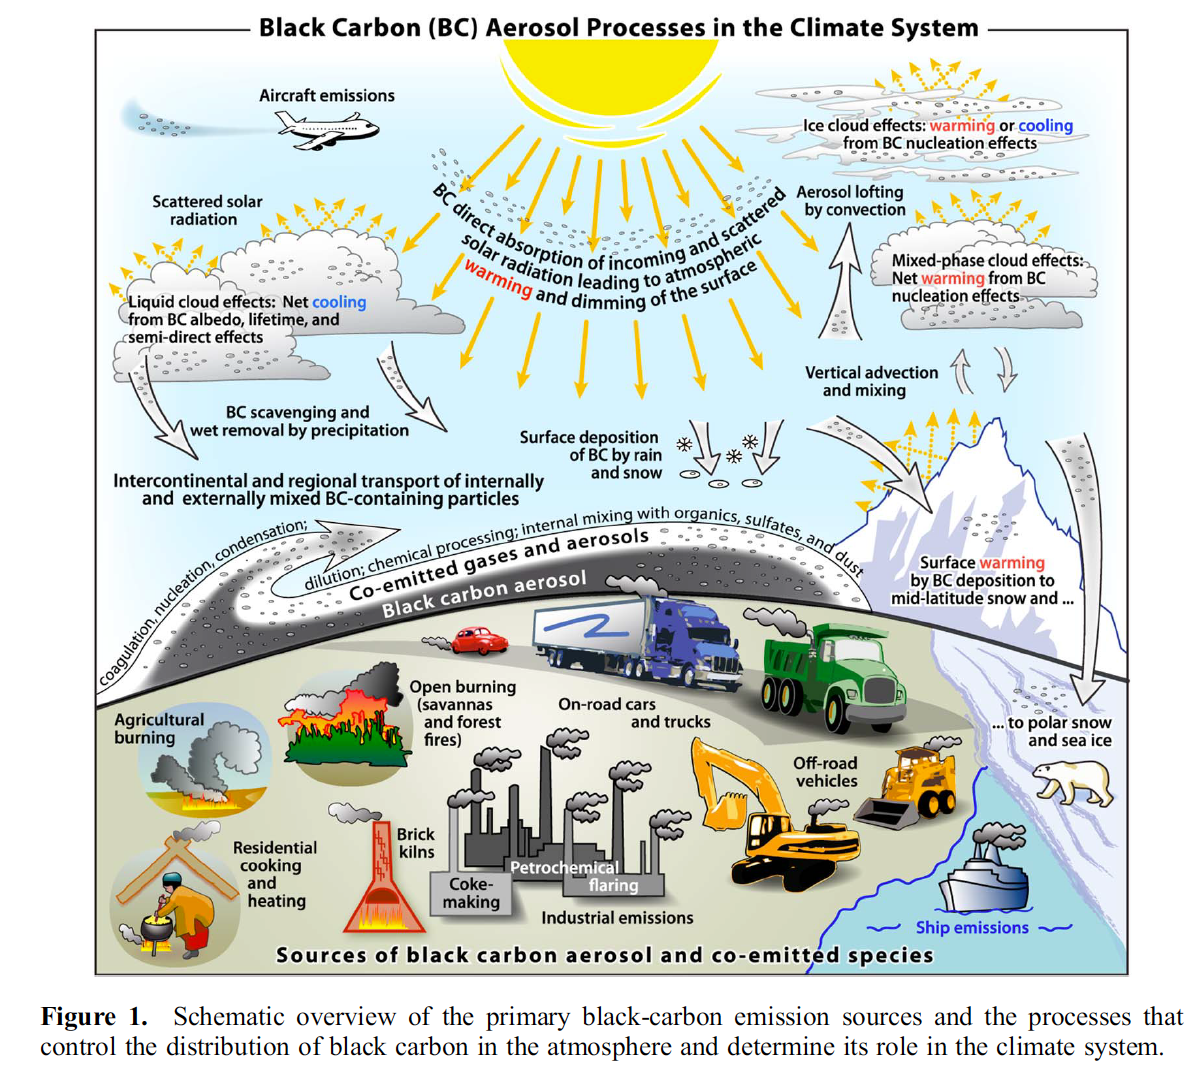 Black Carbon (BC) Aerosol Processes in the Climate System
Aircraft emissions
Ice cloud effects: warming or cooling
from BC nucleation effects
Scattered solar
radiation
BC direct absorption of incoming and scattered
solar radiation leading to atmospheric
warming and dimming of the surface
Aerosol lofting
by convection
Mixed-phase cloud effects:
Net warming from BC
nucleation effects
Liquid cloud effects: Net cooling
from BC albedo, lifetime, and
semi-direct effects
Vertical advection
and mixing
BC scavenging and
wet removal by precipitation
Surface deposition
of BC by rain
and snow
Intercontinental and regional transport of internally
and externally mixed BC-containing particles
coagulation, nucleation, condensation;
dilution; chemical processing; internal mixing with organics, sulfates, and dust
Co-emitted gases and aerosols
Black carbon aerosol
Surface warming
by BC deposition to
mid-latitude snow and ...
... to polar snow
and sea ice
Agricultural
burning
Open burning
(savannas
and forest
fires)
On-road cars
and trucks
Off-road
vehicles
Residential
cooking
and
heating
Brick
kilns
Coke-
making
Petrochemical
flaring
Industrial emissions
Ship emissions
Sources of black carbon aerosol and co-emitted species
Figure 1. Schematic overview of the primary black-carbon emission sources and the processes that
control the distribution of black carbon in the atmosphere and determine its role in the climate system.